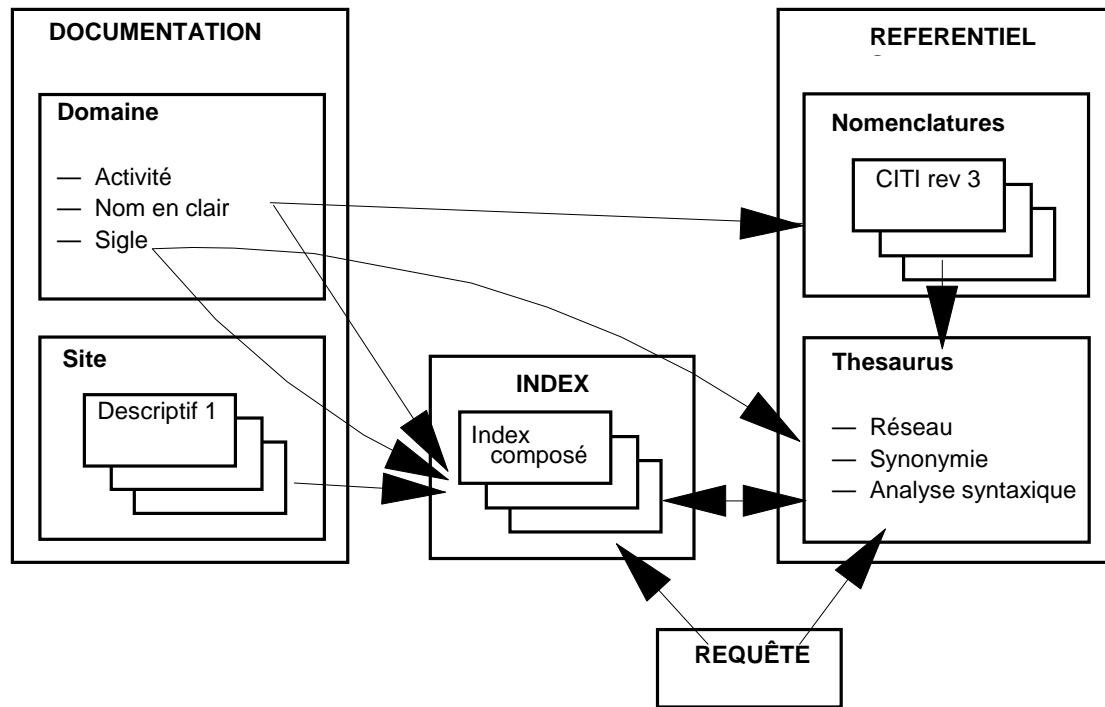 DOCUMENTATION
Domaine
— Activité
— Nom en clair
— Sigle
Site
Descriptif 1
INDEX
Index
composé
RÉFERENTIEL
Nomenclatures
CITI rev 3
Thesaurus
— Réseau
— Synonymie
— Analyse syntaxique
REQUÊTE